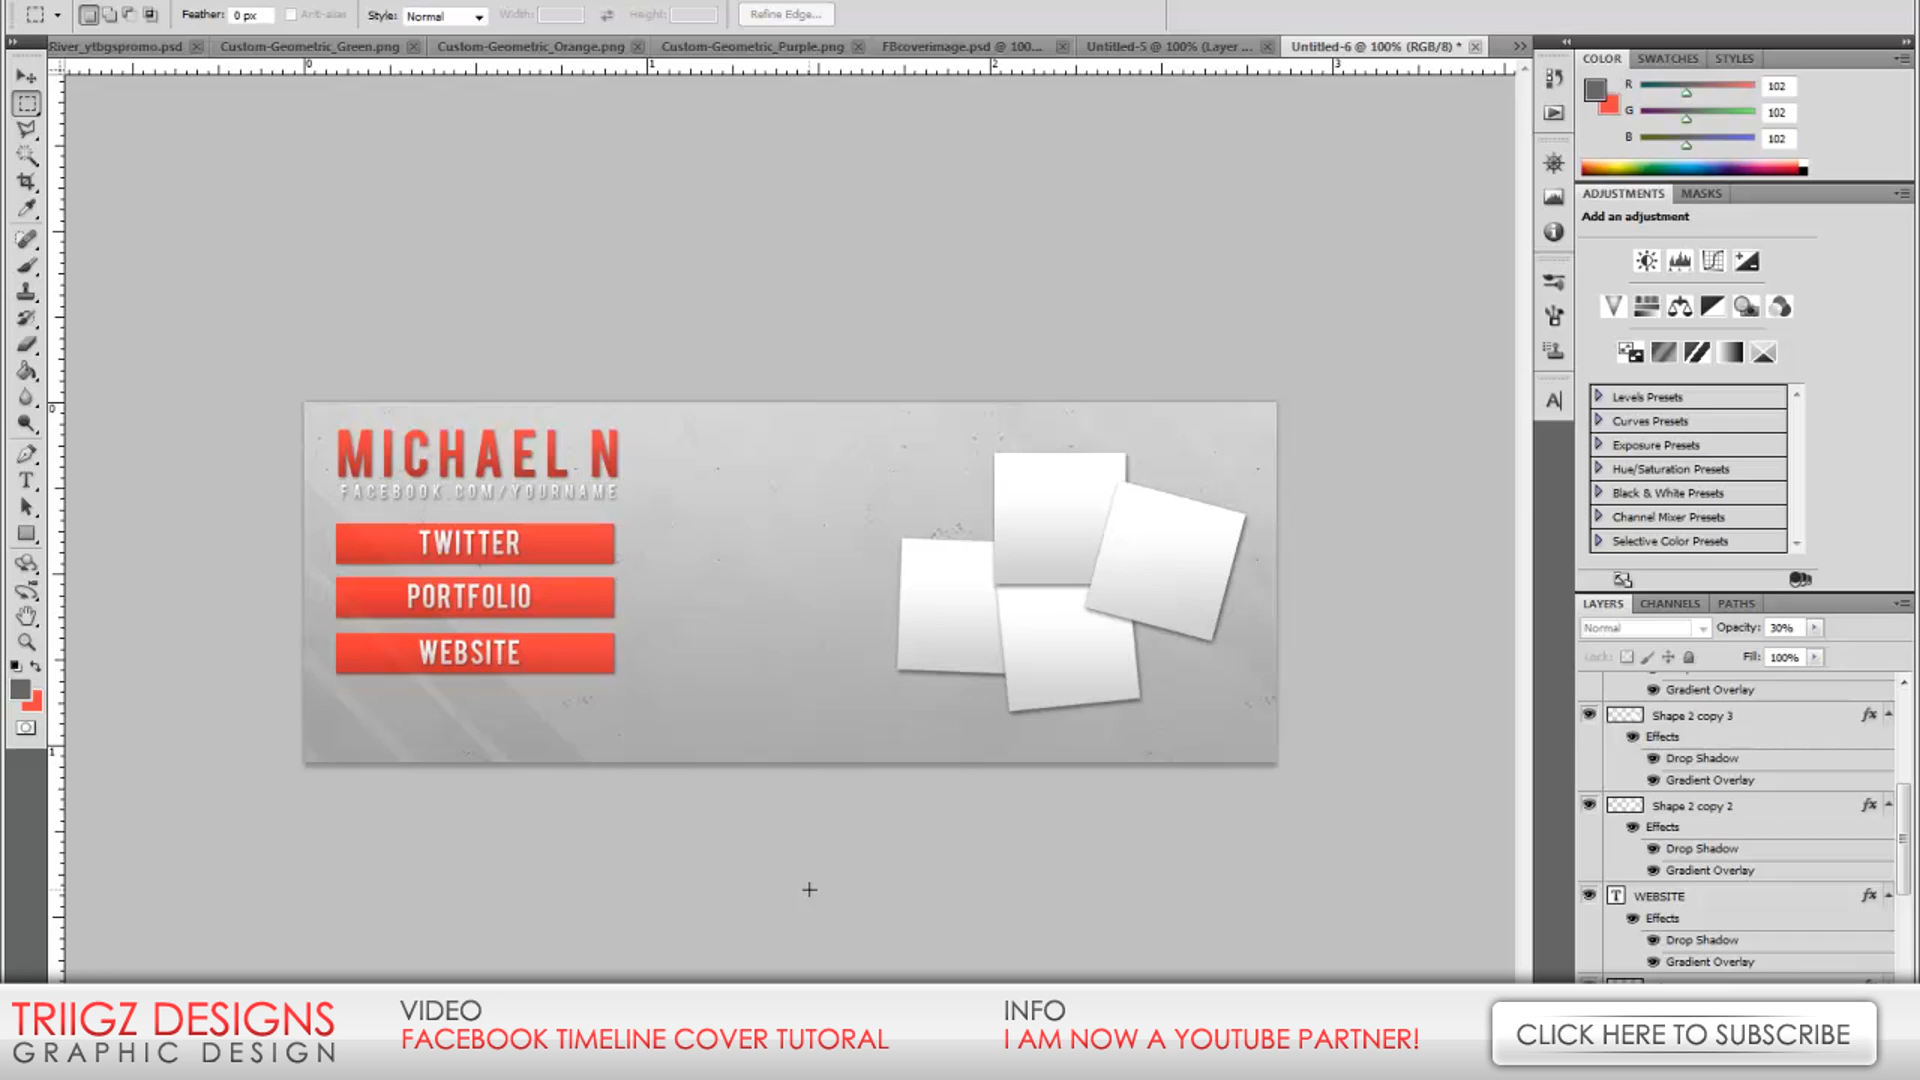 Feather: 0 px Anti-alias Style: Normal Width: Height: Refine Edge...
River_ytbgspromo.psd Custom-Geometric_Green.png Custom-Geometric_Orange.png Custom-Geometric_Purple.png FBcoverimage.psd @ 100... Untitled-5 @ 100% (Layer ... Untitled-6 @ 100% (RGB/8) *
0 1 2 3
COLOR SWATCHES STYLES
R 102
G 102
B 102
ADJUSTMENTS MASKS
Add an adjustment
Levels Presets
Curves Presets
Exposure Presets
Hue/Saturation Presets
Black & White Presets
Channel Mixer Presets
Selective Color Presets
0
1
MICHAEL N
FACEBOOK.COM/YOURNAME
TWITTER
PORTFOLIO
WEBSITE
LAYERS CHANNELS PATHS
Normal Opacity: 30%
Lock: Fill: 100%
Gradient Overlay
Shape 2 copy 3 fx
Effects
Drop Shadow
Gradient Overlay
Shape 2 copy 2 fx
Effects
Drop Shadow
Gradient Overlay
T WEBSITE fx
Effects
Drop Shadow
Gradient Overlay
TRIIGZ DESIGNS
GRAPHIC DESIGN
VIDEO
FACEBOOK TIMELINE COVER TUTORAL
INFO
I AM NOW A YOUTUBE PARTNER!
CLICK HERE TO SUBSCRIBE